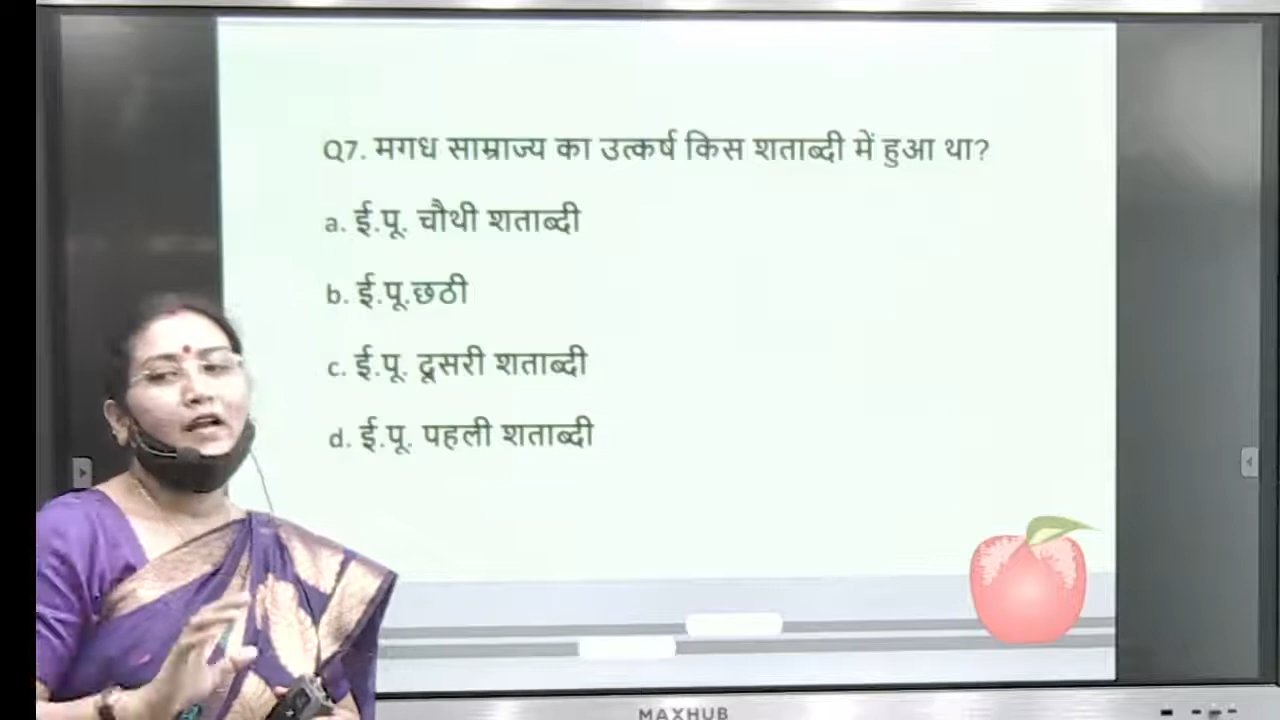 Q7. मगध साम्राज्य का उत्कर्ष किस शताब्दी में हुआ था?
a. ई.पू. चौथी शताब्दी
b. ई.पू.छठी
c. ई.पू. दूसरी शताब्दी
d. ई.पू. पहली शताब्दी
MAXHUB